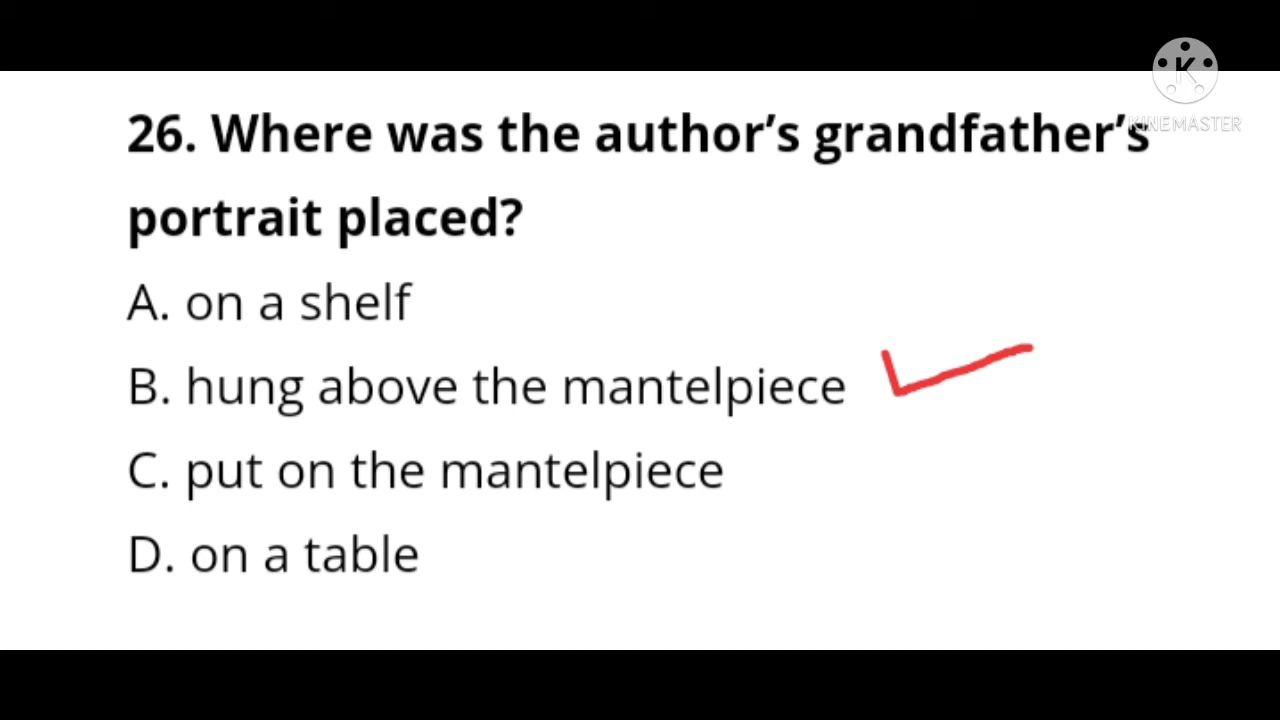 K
KINEMASTER
26. Where was the author’s grandfather’s
portrait placed?
A. on a shelf
B. hung above the mantelpiece
C. put on the mantelpiece
D. on a table